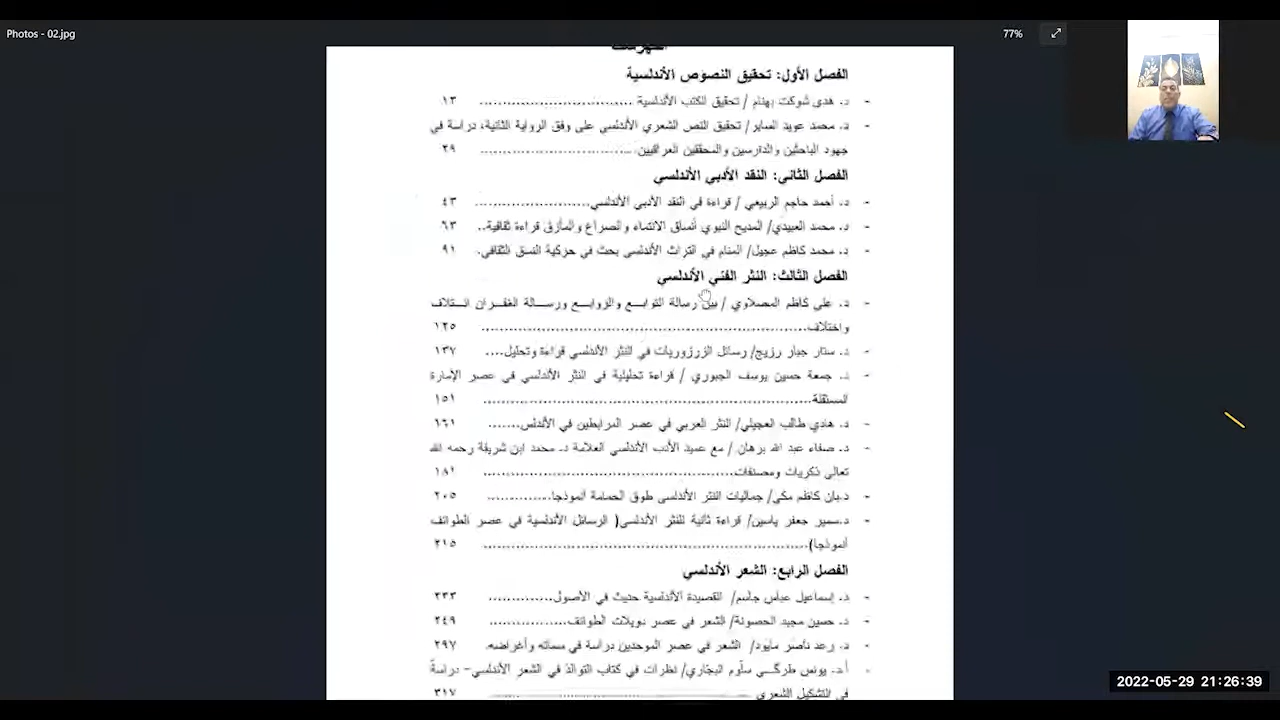 Photos - 02.jpg
77%
الفصل الأول: تحقيق النصوص الأندلسية
- د. هدى شوكت بهنام / تحقيق الكتب الأندلسية ................................ ١٣
- د. محمد عويد الساير/ تحقيق النص الشعري الأندلسي على وفق الرواية الثانية، دراسة في
جهود الباحثين والدارسين والمحققين العراقيين ................................ ٢٩
الفصل الثاني: النقد الأدبي الأندلسي
- د. أحمد حاجم الربيعي / قراءة في النقد الأدبي الأندلسي........................ ٤٣
- د. محمد العبيدي/ المديح النبوي أنساق الانتماء والصراع والمأزق قراءة ثقافية.. ٦٣
- د. محمد كاظم عجيل/ المنام في التراث الأندلسي بحث في حركية النسق الثقافي. ٩١
الفصل الثالث: النثر الفني الأندلسي
- د. علي كاظم المصلاوي / بين رسالة التوابع والزوابع ورسالة الغفران ائتلاف
واختلاف................................ ١٢٥
- د. ستار جبار رزيج/ رسائل الزرزوريات في النثر الأندلسي قراءة وتحليل.... ١٣٧
- د. جمعة حسين يوسف الجبوري / قراءة تحليلية في النثر الأندلسي في عصر الإمارة
المستقلة................................ ١٥١
- د. هادي طالب العجيلي/ النثر العربي في عصر المرابطين في الأندلس....... ١٦١
- د. صفاء عبد الله برهان / مع عميد الأدب الأندلسي العلامة د. محمد ابن شريفة رحمه الله
تعالى ذكريات ومصنفات................................ ١٨١
- د.بان كاظم مكي/ جماليات النثر الأندلسي طوق الحمامة أنموذجا............. ٢٠٥
- د.سمير جعفر ياسين/ قراءة ثانية للنثر الأندلسي( الرسائل الأندلسية في عصر الطوائف
أنموذجا)................................ ٢١٥
الفصل الرابع: الشعر الأندلسي
- د. إسماعيل عباس جاسم/ القصيدة الأندلسية حديث في الأصول............. ٢٣٣
- د. حسين مجيد الحصونة/ الشعر في عصر دويلات الطوائف................ ٢٤٩
- د. رعد ناصر مايود/ الشعر في عصر الموحدين دراسة في سماته وأغراضه. ٢٩٧
- أ.د. يونس طركي سلّوم البجّاري/ نظرات في كتاب التوالد في الشعر الأندلسي- دراسة
في التشكيل الشعري ................................ ٣١٧
2022-05-29 21:26:39